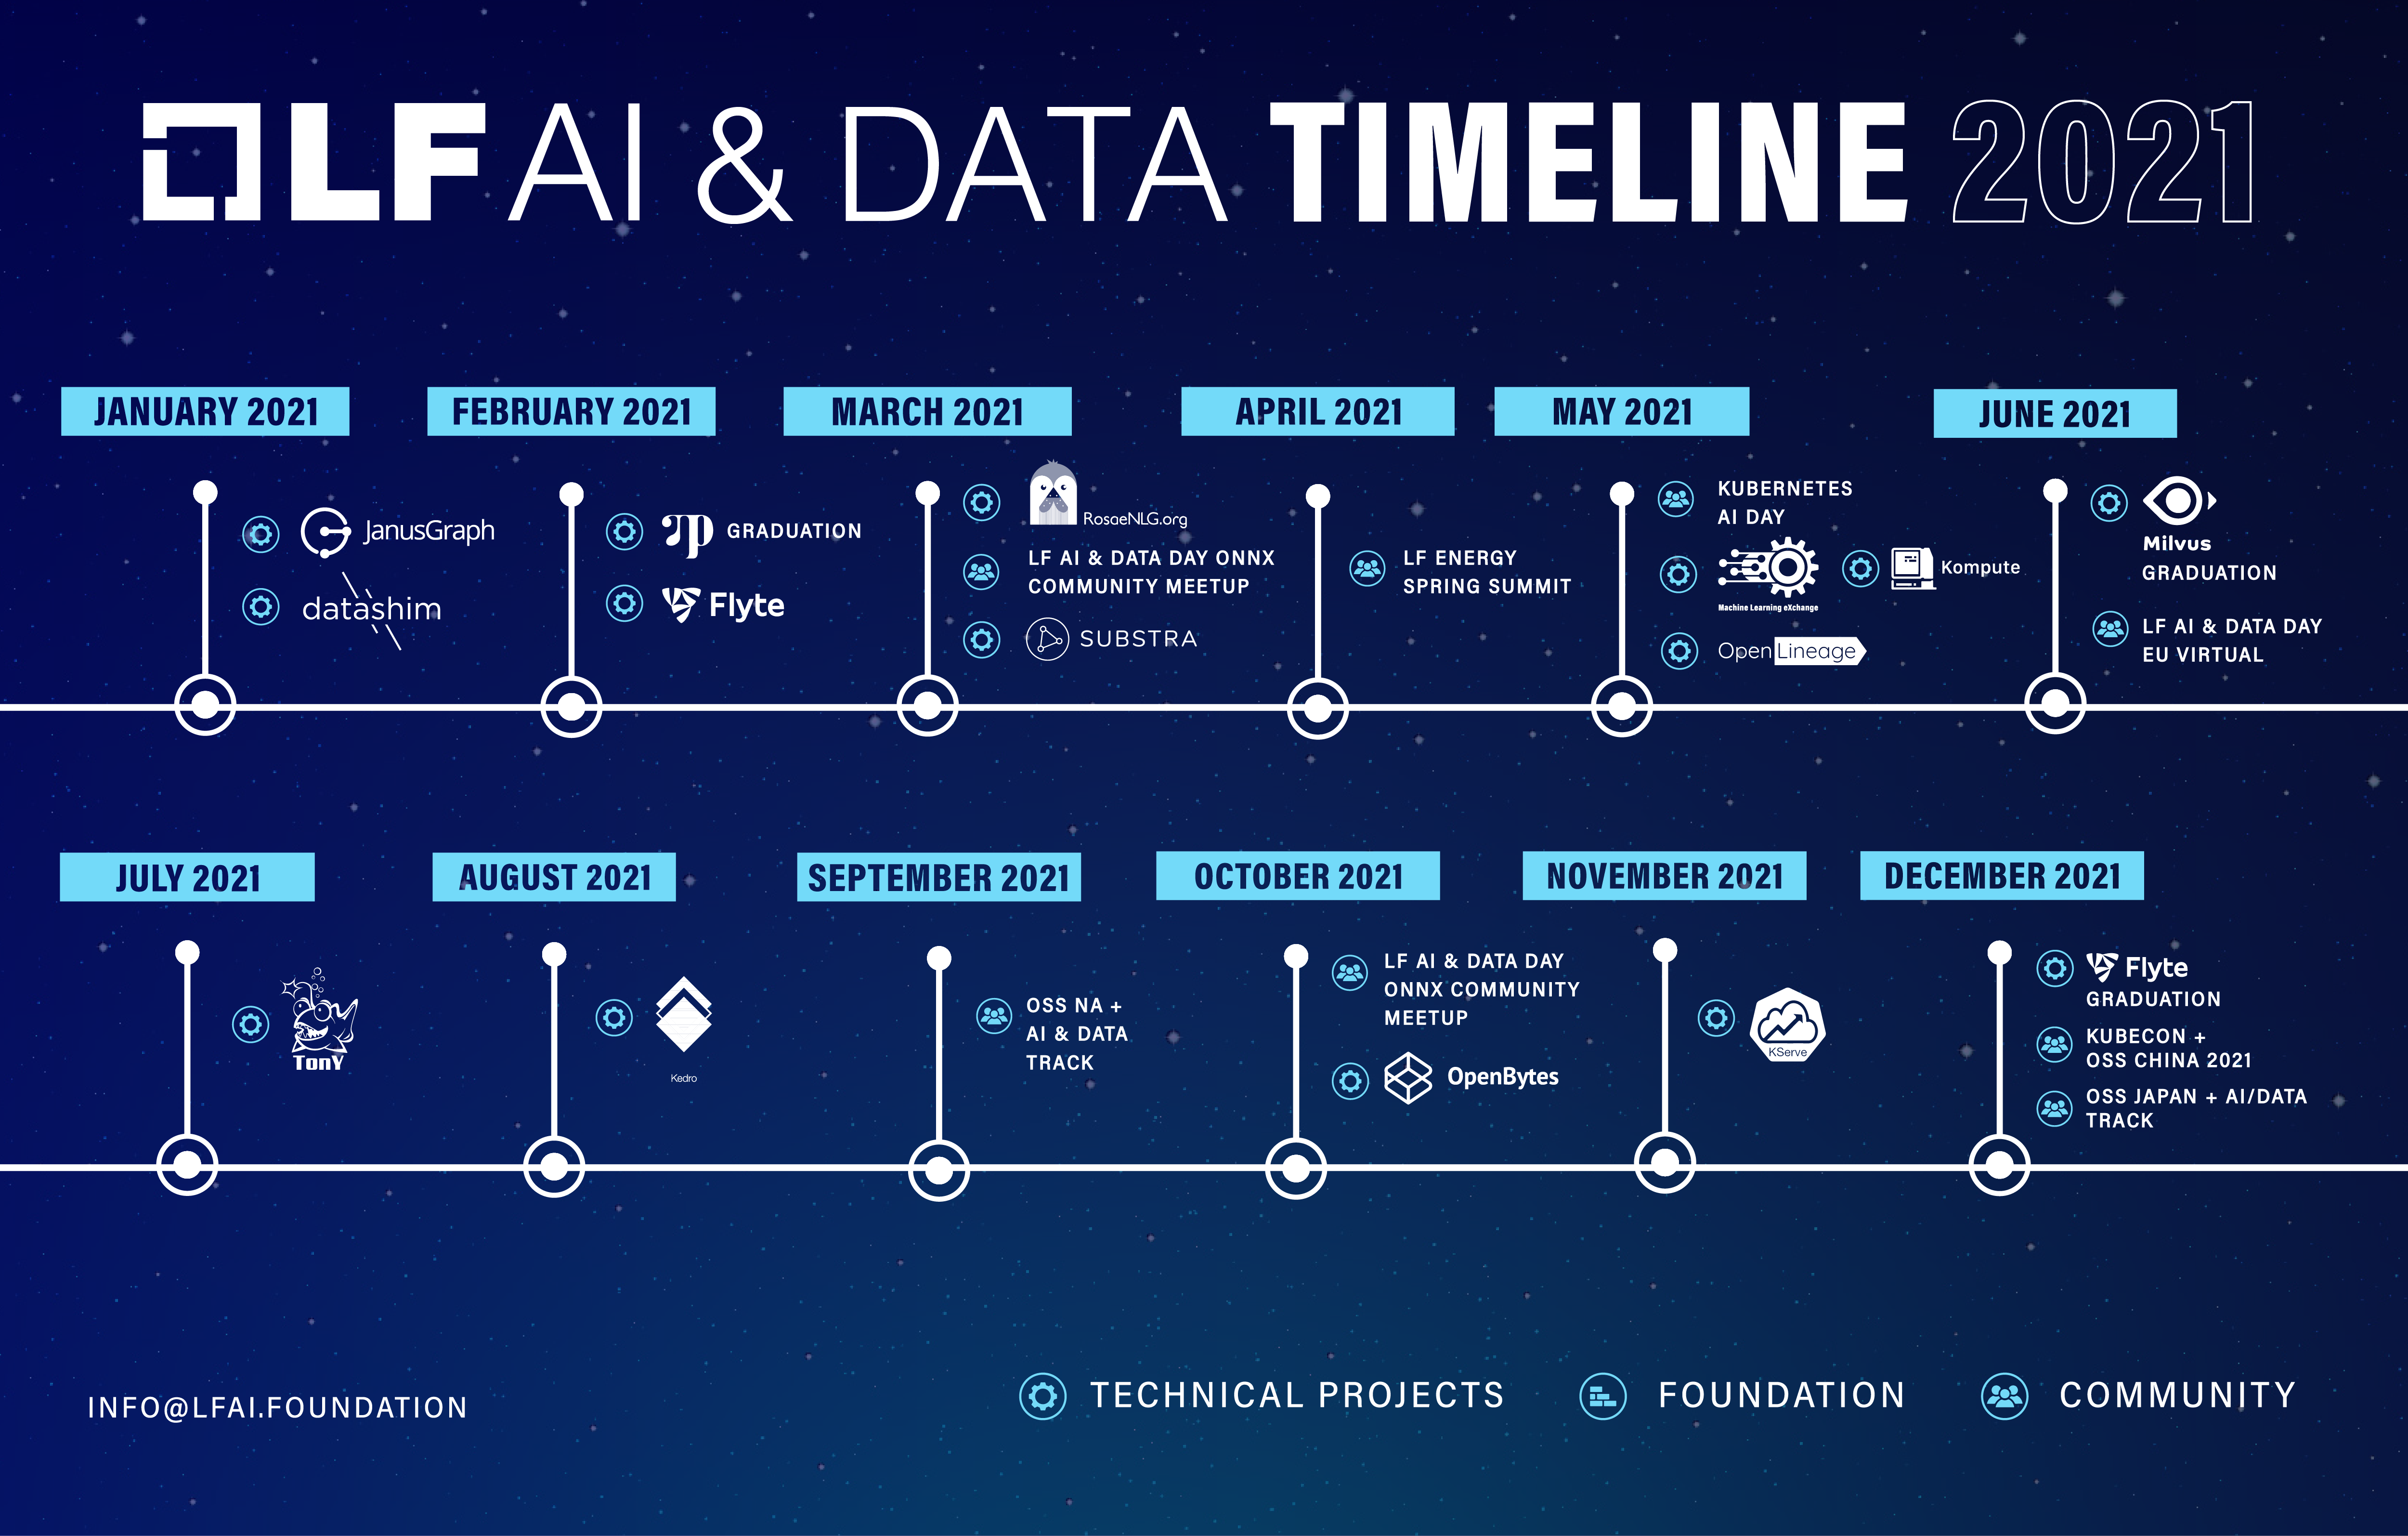 LF AI & DATA TIMELINE 2021
JANUARY 2021
JanusGraph
datashim
FEBRUARY 2021
GRADUATION
Flyte
MARCH 2021
RosaeNLG.org
LF AI & DATA DAY ONNX
COMMUNITY MEETUP
SUBSTRA
APRIL 2021
LF ENERGY
SPRING SUMMIT
MAY 2021
KUBERNETES
AI DAY
Machine Learning eXchange
Kompute
OpenLineage
JUNE 2021
Milvus
GRADUATION
LF AI & DATA DAY
EU VIRTUAL
JULY 2021
TonY
AUGUST 2021
Kedro
SEPTEMBER 2021
OSS NA +
AI & DATA
TRACK
OCTOBER 2021
LF AI & DATA DAY
ONNX COMMUNITY
MEETUP
OpenBytes
NOVEMBER 2021
KServe
DECEMBER 2021
Flyte
GRADUATION
KUBECON +
OSS CHINA 2021
OSS JAPAN + AI/DATA
TRACK
INFO@LFAI.FOUNDATION
TECHNICAL PROJECTS
FOUNDATION
COMMUNITY